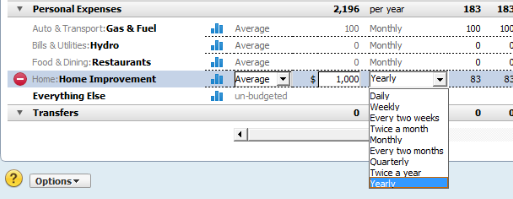 Personal Expenses 2,196 per year 183 183
Auto & Transport:Gas & Fuel Average 100 Monthly 100 100
Bills & Utilities:Hydro Average 0 Monthly 0 0
Food & Dining:Restaurants Average 0 Monthly 0 0
Home:Home Improvement Average $ 1,000 Yearly 83 83
Everything Else un-budgeted
Daily
Weekly
Every two weeks
Twice a month
Monthly
Every two months
Quarterly
Twice a year
Yearly
Transfers 0 0 0
? Options